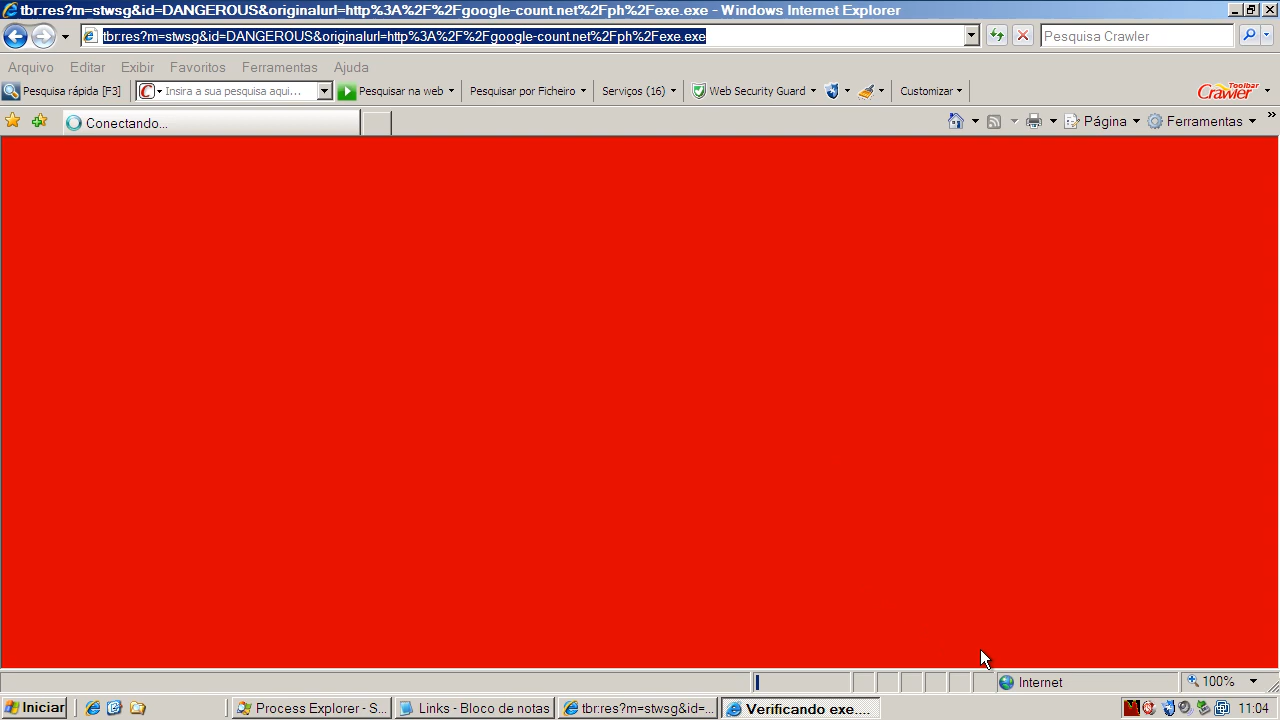 tbr:res?m=stwsg&id=DANGEROUS&originalurl=http%3A%2F%2Fgoogle-count.net%2Fph%2Fexe.exe - Windows Internet Explorer
tbr:res?m=stwsg&id=DANGEROUS&originalurl=http%3A%2F%2Fgoogle-count.net%2Fph%2Fexe.exe Pesquisa Crawler
Arquivo Editar Exibir Favoritos Ferramentas Ajuda
Pesquisa rápida [F3] Insira a sua pesquisa aqui... Pesquisar na web Pesquisar por Ficheiro Serviços (16) Web Security Guard Customizar Crawler Toolbar
Conectando... Página Ferramentas
Internet 100%
Iniciar Process Explorer - S... Links - Bloco de notas tbr:res?m=stwsg&id=... Verificando exe.... 11:04